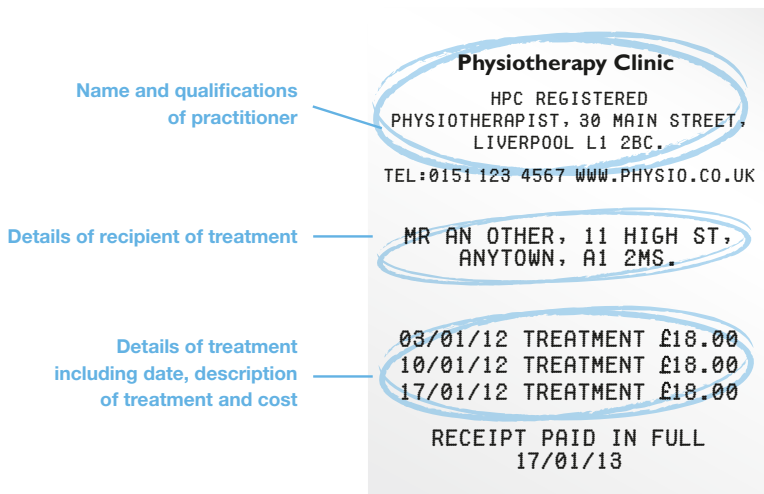 Physiotherapy Clinic
HPC REGISTERED
PHYSIOTHERAPIST, 30 MAIN STREET,
LIVERPOOL L1 2BC.
TEL:0151 123 4567 WWW.PHYSIO.CO.UK
Name and qualifications
of practitioner
MR AN OTHER, 11 HIGH ST,
ANYTOWN, A1 2MS.
Details of recipient of treatment
03/01/12 TREATMENT £18.00
10/01/12 TREATMENT £18.00
17/01/12 TREATMENT £18.00
Details of treatment
including date, description
of treatment and cost
RECEIPT PAID IN FULL
17/01/13